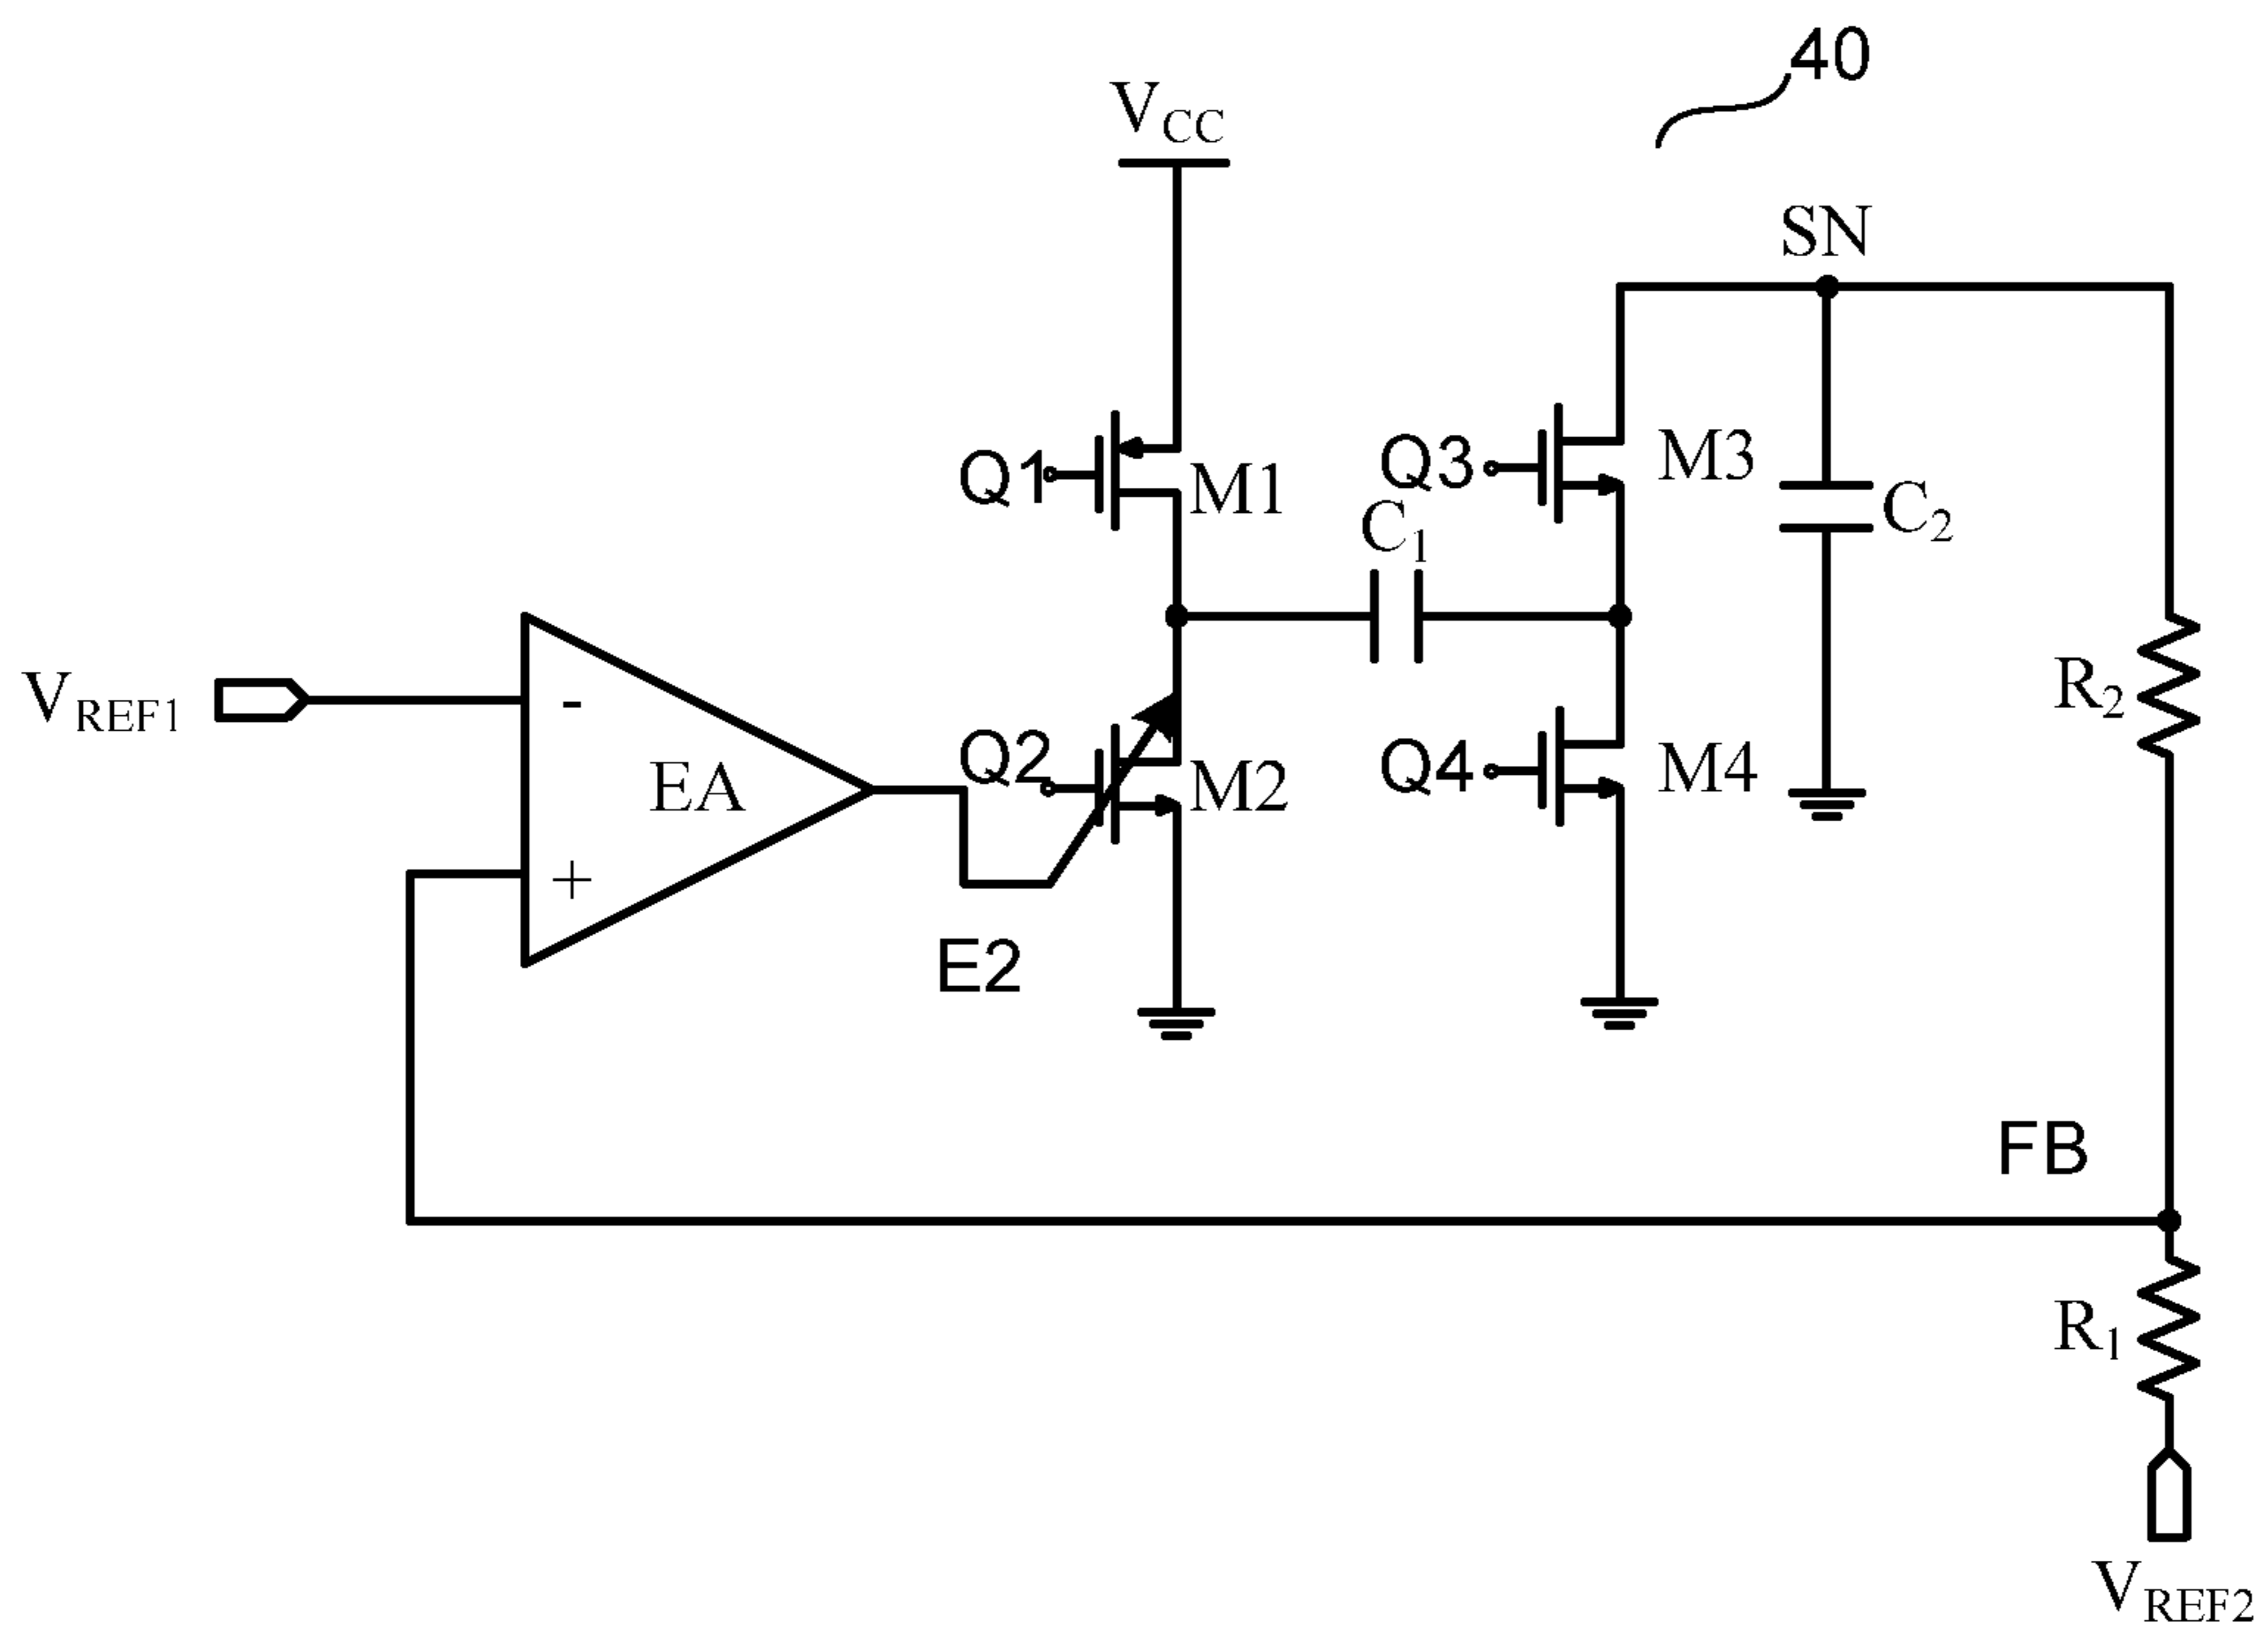 40
VCC
SN
Q1
M1
Q3
M3
C1
C2
VREF1
-
EA
+
Q2
M2
Q4
M4
R2
E2
FB
R1
VREF2